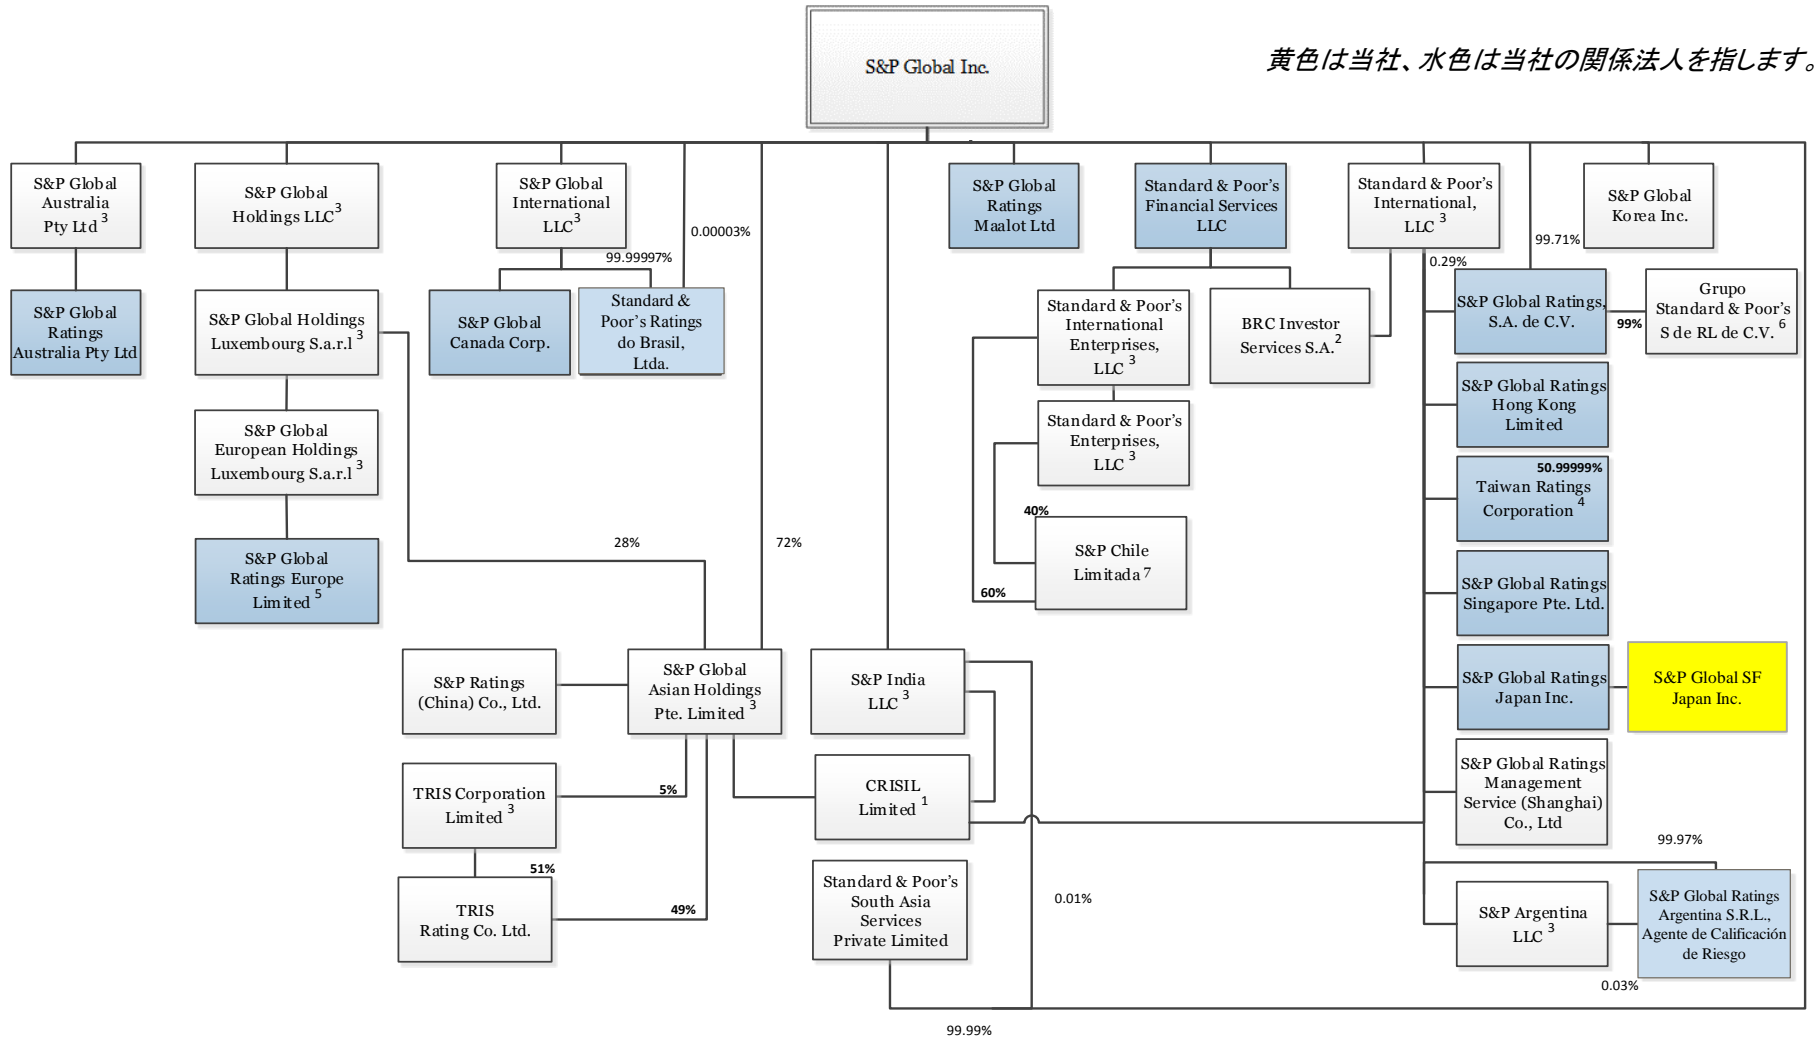 S&P Global Inc.
黄色は当社、水色は当社の関係法人を指します。
S&P Global
Australia
Pty Ltd 3
S&P Global
Holdings LLC 3
S&P Global
International
LLC 3
0.00003%
99.99997%
S&P Global
Ratings
Maalot Ltd
Standard & Poor's
Financial Services
LLC
Standard & Poor's
International,
LLC 3
99.71%
0.29%
S&P Global
Korea Inc.
S&P Global
Ratings
Australia Pty Ltd
S&P Global Holdings
Luxembourg S.a.r.l 3
S&P Global
Canada Corp.
Standard &
Poor's Ratings
do Brasil,
Ltda.
Standard & Poor's
International
Enterprises,
LLC 3
BRC Investor
Services S.A. 2
S&P Global Ratings,
S.A. de C.V.
99%
Grupo
Standard & Poor's
S de RL de C.V. 6
S&P Global
European Holdings
Luxembourg S.a.r.l 3
Standard & Poor's
Enterprises,
LLC 3
S&P Global Ratings
Hong Kong
Limited
50.99999%
Taiwan Ratings
Corporation 4
S&P Global
Ratings Europe
Limited 5
28%
72%
40%
S&P Chile
Limitada 7
60%
S&P Global Ratings
Singapore Pte. Ltd.
S&P Ratings
(China) Co., Ltd.
S&P Global
Asian Holdings
Pte. Limited 3
S&P India
LLC 3
S&P Global Ratings
Japan Inc.
S&P Global SF
Japan Inc.
TRIS Corporation
Limited 3
5%
CRISIL
Limited 1
S&P Global Ratings
Management
Service (Shanghai)
Co., Ltd
51%
TRIS
Rating Co. Ltd.
49%
Standard & Poor's
South Asia
Services
Private Limited
0.01%
99.97%
S&P Argentina
LLC 3
S&P Global Ratings
Argentina S.R.L.,
Agente de Calificación
de Riesgo
0.03%
99.99%